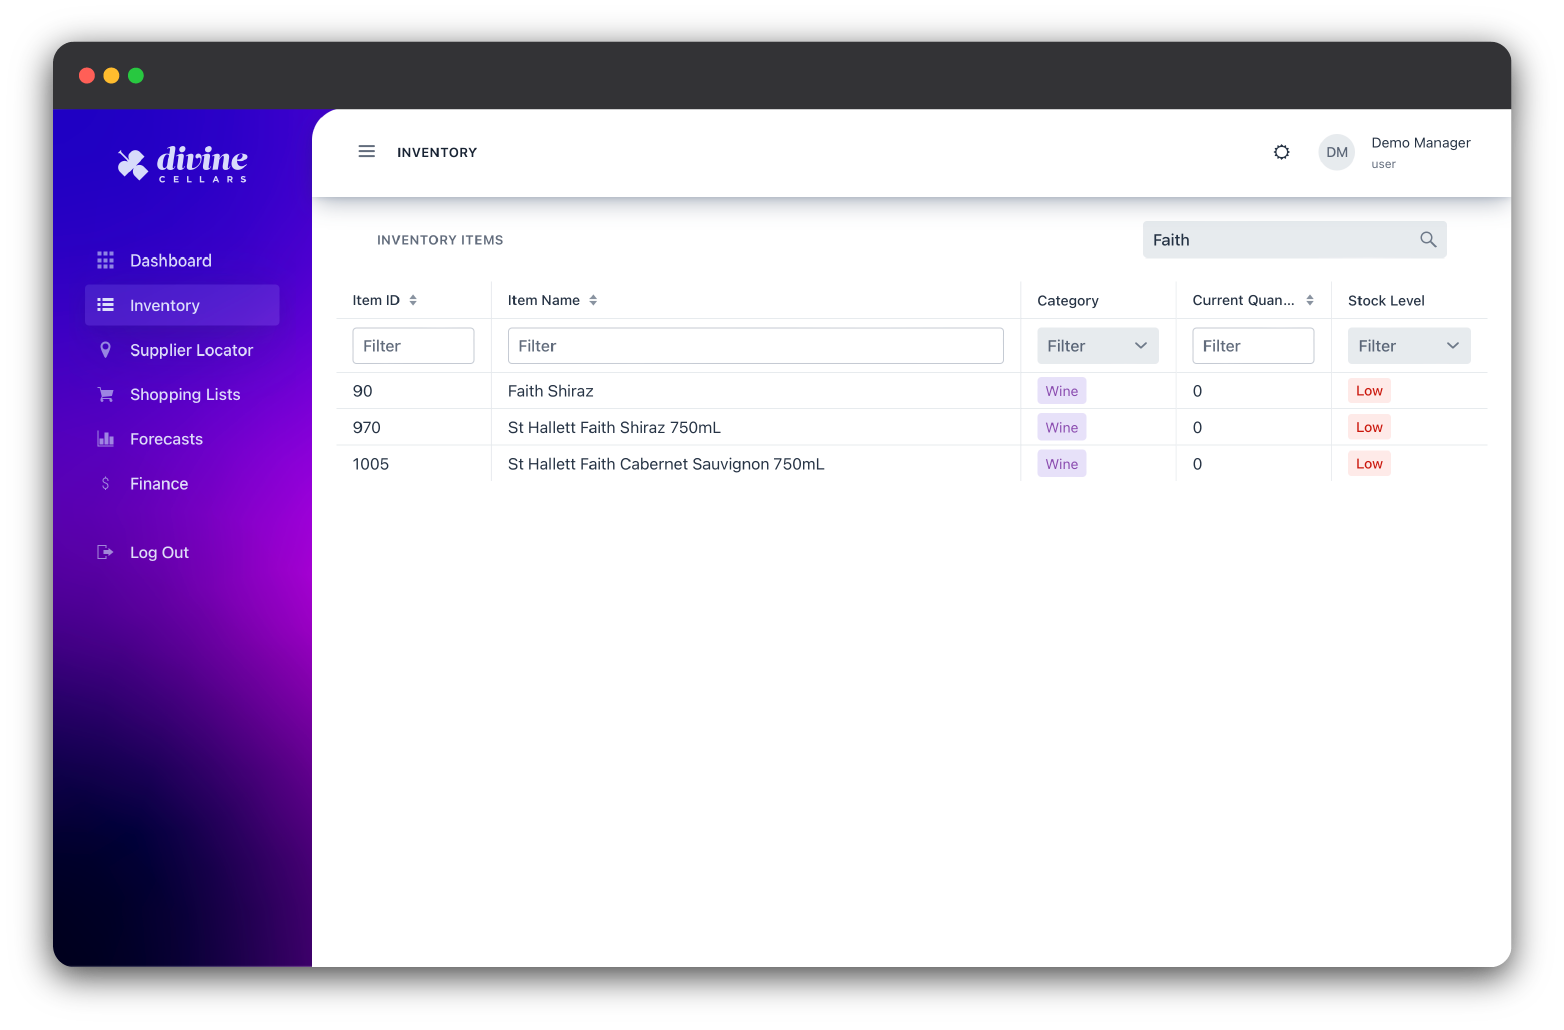 divine
CELLARS
Dashboard
Inventory
Supplier Locator
Shopping Lists
Forecasts
Finance
Log Out
INVENTORY
DM
Demo Manager
user
INVENTORY ITEMS
Faith
Item ID Item Name Category Current Quan... Stock Level
Filter Filter Filter Filter Filter
90 Faith Shiraz Wine 0 Low
970 St Hallett Faith Shiraz 750mL Wine 0 Low
1005 St Hallett Faith Cabernet Sauvignon 750mL Wine 0 Low